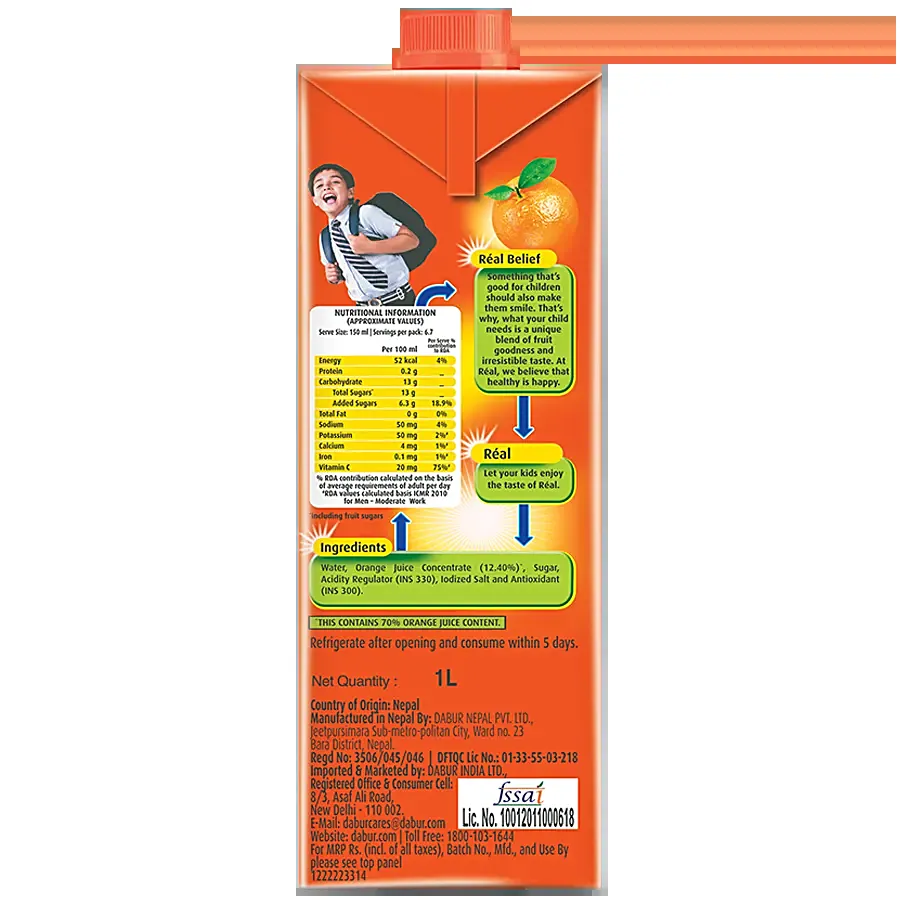 Réal Belief
Something that's
good for children
should also make
them smile. That's
why, what your child
needs is a unique
blend of fruit
goodness and
irresistible taste. At
Réal, we believe that
healthy is happy.
NUTRITIONAL INFORMATION
(APPROXIMATE VALUES)
Serve Size: 150 ml | Servings per pack: 6.7
Per 100 ml Per Serve % contribution to RDA
Energy 52 kcal 4%
Protein 0.2 g _
Carbohydrate 13 g _
Total Sugars* 13 g _
Added Sugars 6.3 g 18.9%
Total Fat 0 g 0%
Sodium 50 mg 4%
Potassium 50 mg 2%#
Calcium 4 mg 1%#
Iron 0.1 mg 1%#
Vitamin C 20 mg 75%#
% RDA contribution calculated on the basis
of average requirements of adult per day
#RDA values calculated basis ICMR 2010
for Men - Moderate Work
*Including fruit sugars
Réal
Let your kids enjoy
the taste of Réal.
Ingredients
Water, Orange Juice Concentrate (12.40%)^, Sugar,
Acidity Regulator (INS 330), Iodized Salt and Antioxidant
(INS 300).
^THIS CONTAINS 70% ORANGE JUICE CONTENT.
Refrigerate after opening and consume within 5 days.
Net Quantity : 1L
Country of Origin: Nepal
Manufactured in Nepal By: DABUR NEPAL PVT. LTD.,
Jeetpursimara Sub-metro-politan City, Ward no. 23
Bara District, Nepal.
Regd No: 3506/045/046 | DFTQC Lic No.: 01-33-55-03-218
Imported & Marketed by: DABUR INDIA LTD.,
Registered Office & Consumer Cell:
8/3, Asaf Ali Road,
New Delhi - 110 002.
E-Mail: daburcares@dabur.com
Website: dabur.com | Toll Free: 1800-103-1644
For MRP Rs. (incl. of all taxes), Batch No., Mfd., and Use By
please see top panel
1222223314
fssai
Lic. No. 10012011000618